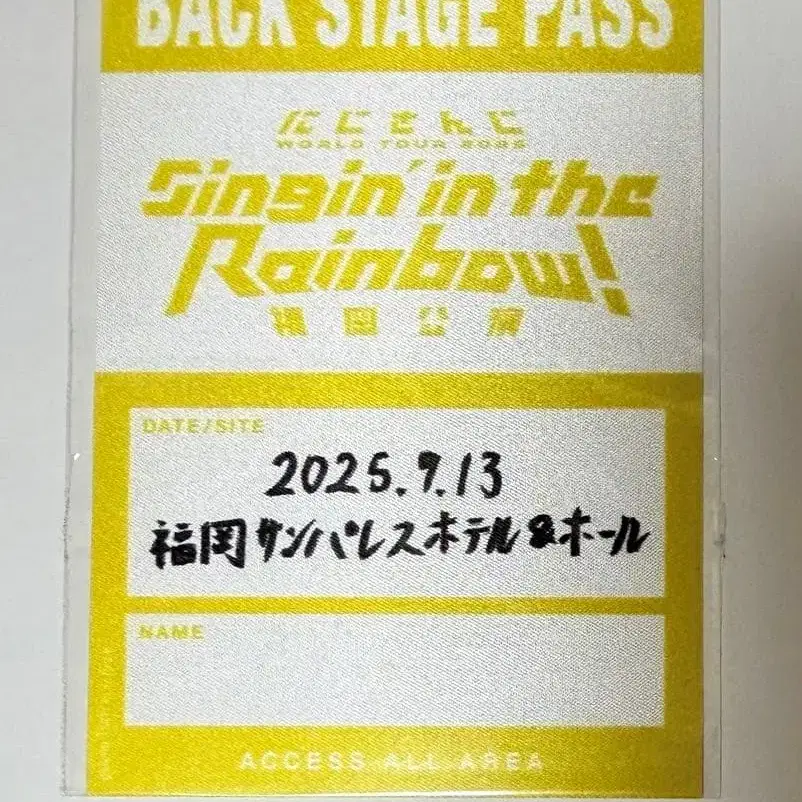 BACK STAGE PASS
にじさんじ
WORLD TOUR 2025
Singin' in the
Rainbow!
福岡公演
DATE/SITE
2025.9.13
福岡サンパレスホテル&ホール
NAME
ACCESS ALL AREA